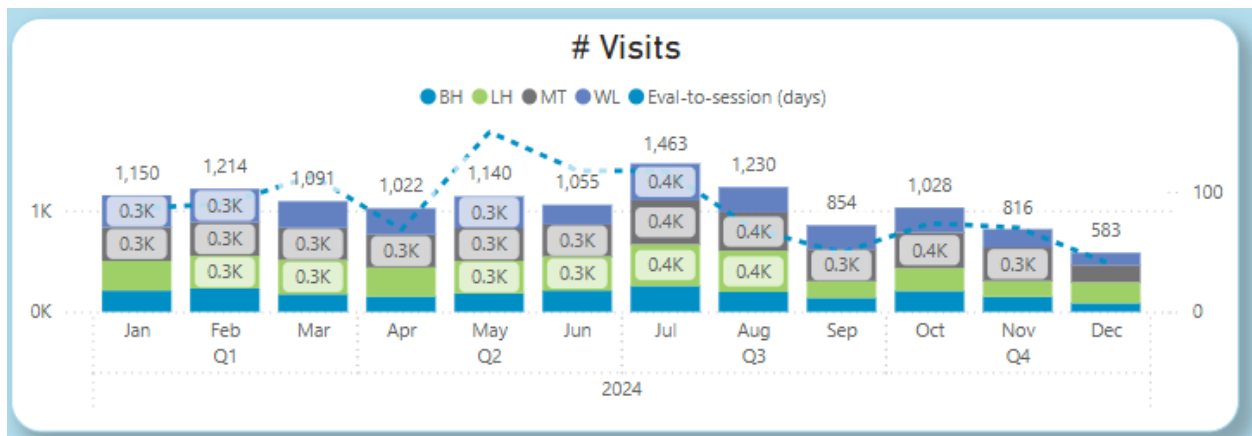 # Visits
BH LH MT WL Eval-to-session (days)
1,463
1,150 1,214 1,091 1,022 1,140 1,055 1,230 854 1,028 816 583
1K 100
0.3K 0.3K 0.3K 0.4K
0.3K 0.3K 0.3K 0.3K 0.3K 0.3K 0.4K 0.4K 0.3K 0.4K 0.3K
0.3K 0.3K 0.3K 0.3K 0.4K 0.4K
0K 0
Jan Feb Mar Apr May Jun Jul Aug Sep Oct Nov Dec
Q1 Q2 Q3 Q4
2024